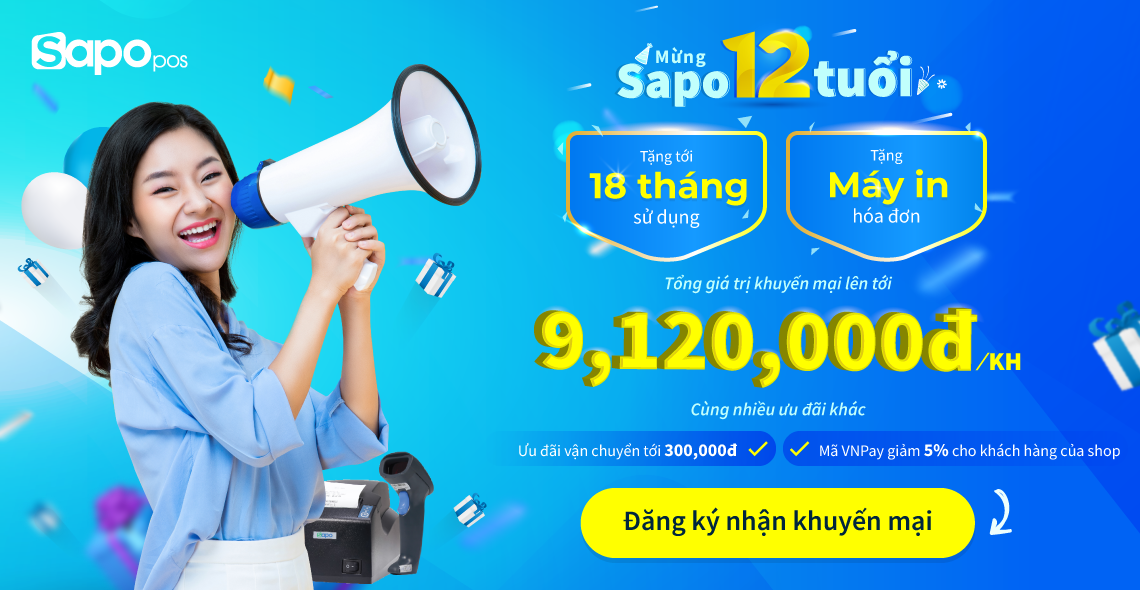 Sapo POS
Mừng
Sapo 12 tuổi
Tặng tới
18 tháng
sử dụng
Tặng
Máy in
hóa đơn
Tổng giá trị khuyến mại lên tới
9,120,000đ/KH
Cùng nhiều ưu đãi khác
Ưu đãi vận chuyển tới 300,000đ
Mã VNPay giảm 5% cho khách hàng của shop
Đăng ký nhận khuyến mại
sapo